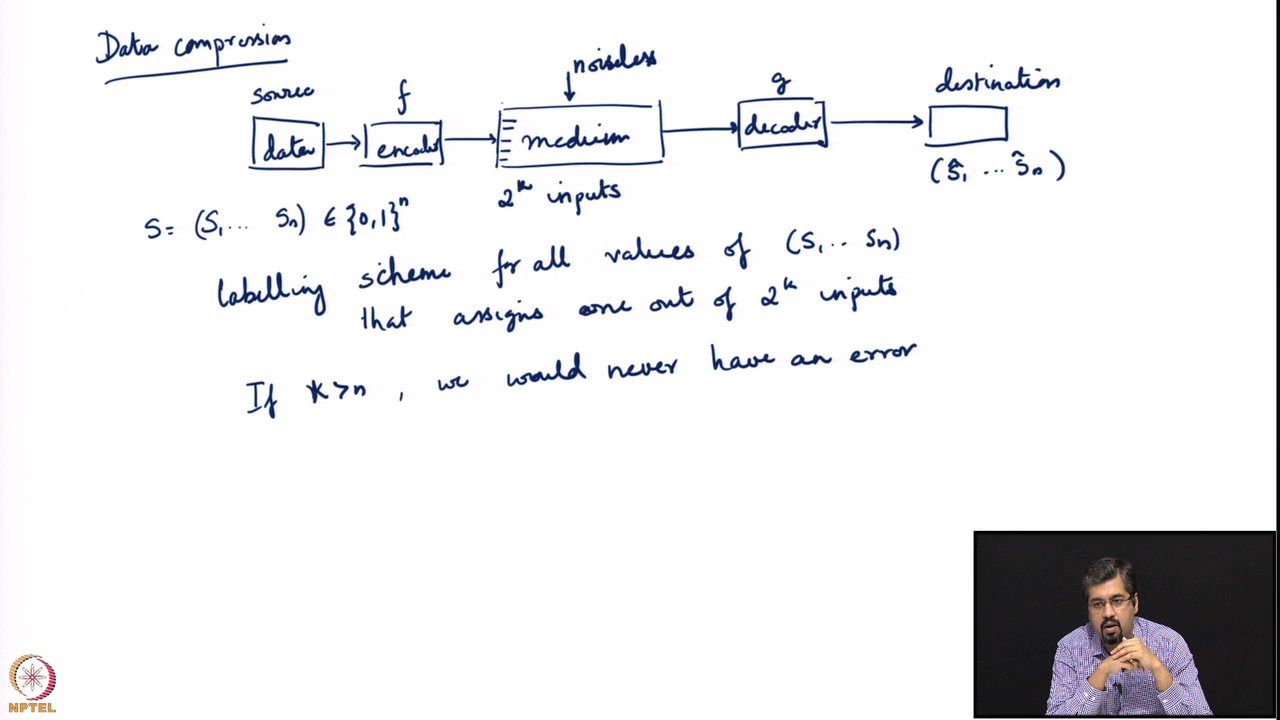 Data compression
noiseless
source f g destination
data encoder medium decoder
2^k inputs (ŝ₁ ... ŝₙ)
S = (S₁... Sₙ) ∈ {0,1}ⁿ
Labelling scheme for all values of (S₁.. Sₙ)
that assigns one out of 2^k inputs
If k>n, we would never have an error
NPTEL